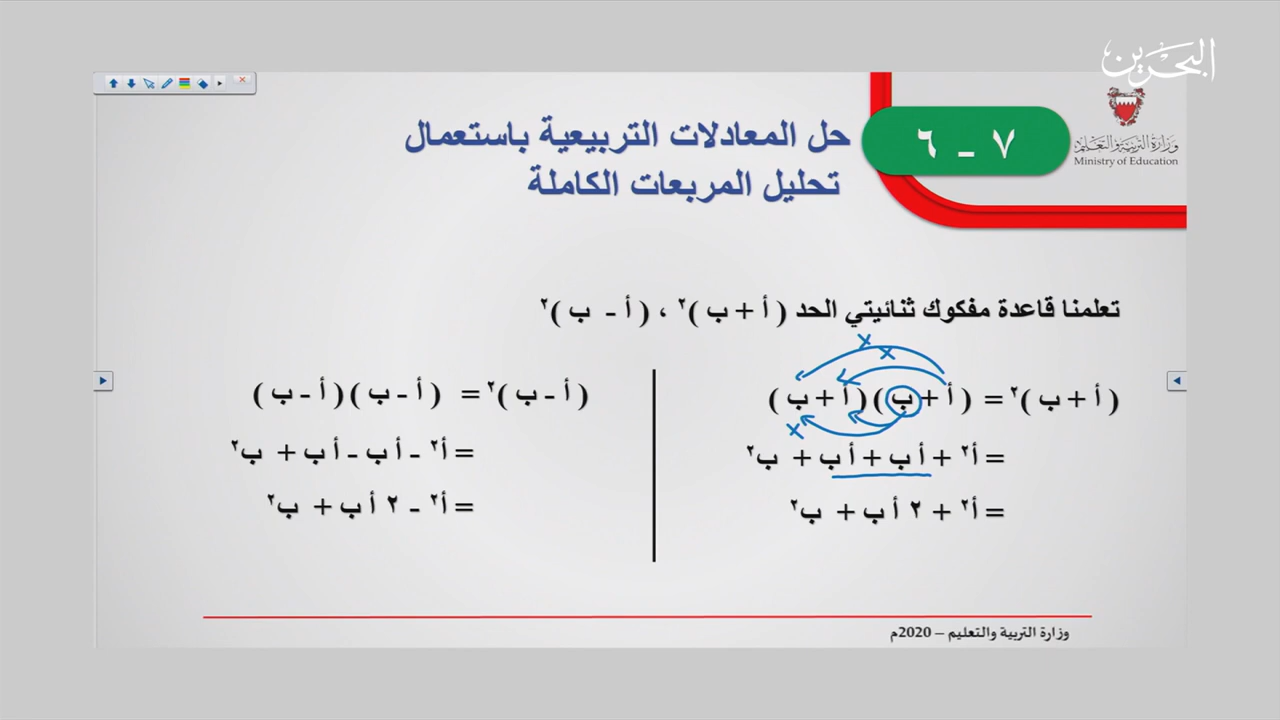 البحرين
وزارة التربية والتعليم
Ministry of Education
٧ - ٦
حل المعادلات التربيعية باستعمال
تحليل المربعات الكاملة
تعلمنا قاعدة مفكوك ثنائيتي الحد ( أ + ب )٢ ، ( أ - ب )٢
( أ + ب )٢ = ( أ + ب )( أ + ب )
= أ٢ + أ ب + أ ب + ب٢
= أ٢ + ٢ أ ب + ب٢
( أ - ب )٢ = ( أ - ب )( أ - ب )
= أ٢ - أ ب - أ ب + ب٢
= أ٢ - ٢ أ ب + ب٢
وزارة التربية والتعليم – 2020م